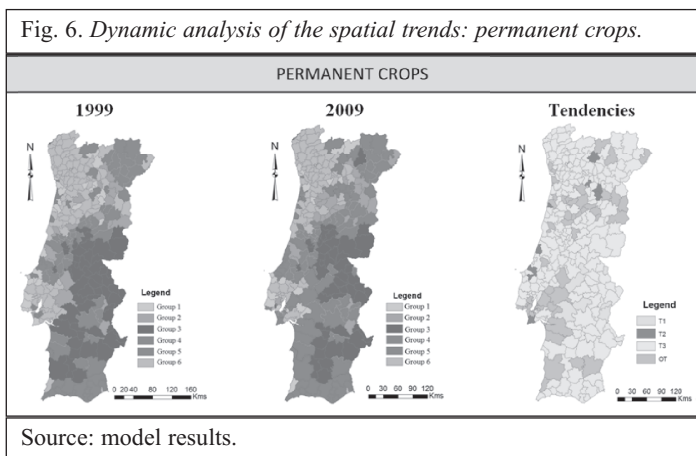 Fig. 6. Dynamic analysis of the spatial trends: permanent crops.
PERMANENT CROPS
1999
2009
Tendencies
N
N
N
Legend
Group 1
Group 2
Group 3
Group 4
Group 5
Group 6
0 20 40 80 120 160
Kms
Legend
Group 1
Group 2
Group 3
Group 4
Group 5
Group 6
0 30 60 90 120
Kms
Legend
T1
T2
T3
OT
0 30 60 90 120
Kms
Source: model results.